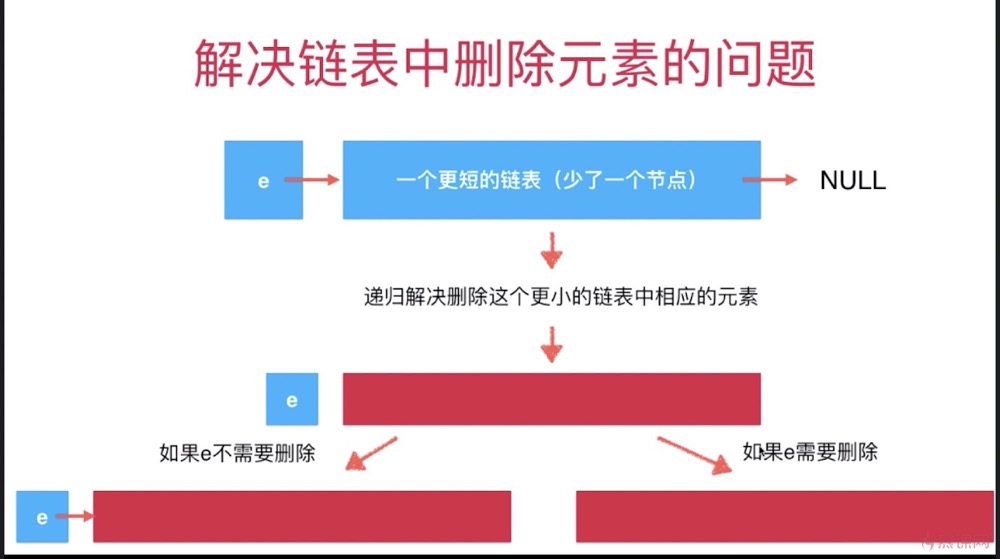 解决链表中删除元素的问题
e
一个更短的链表（少了一个节点）
NULL
递归解决删除这个更小的链表中相应的元素
e
如果e不需要删除
如果e需要删除
e